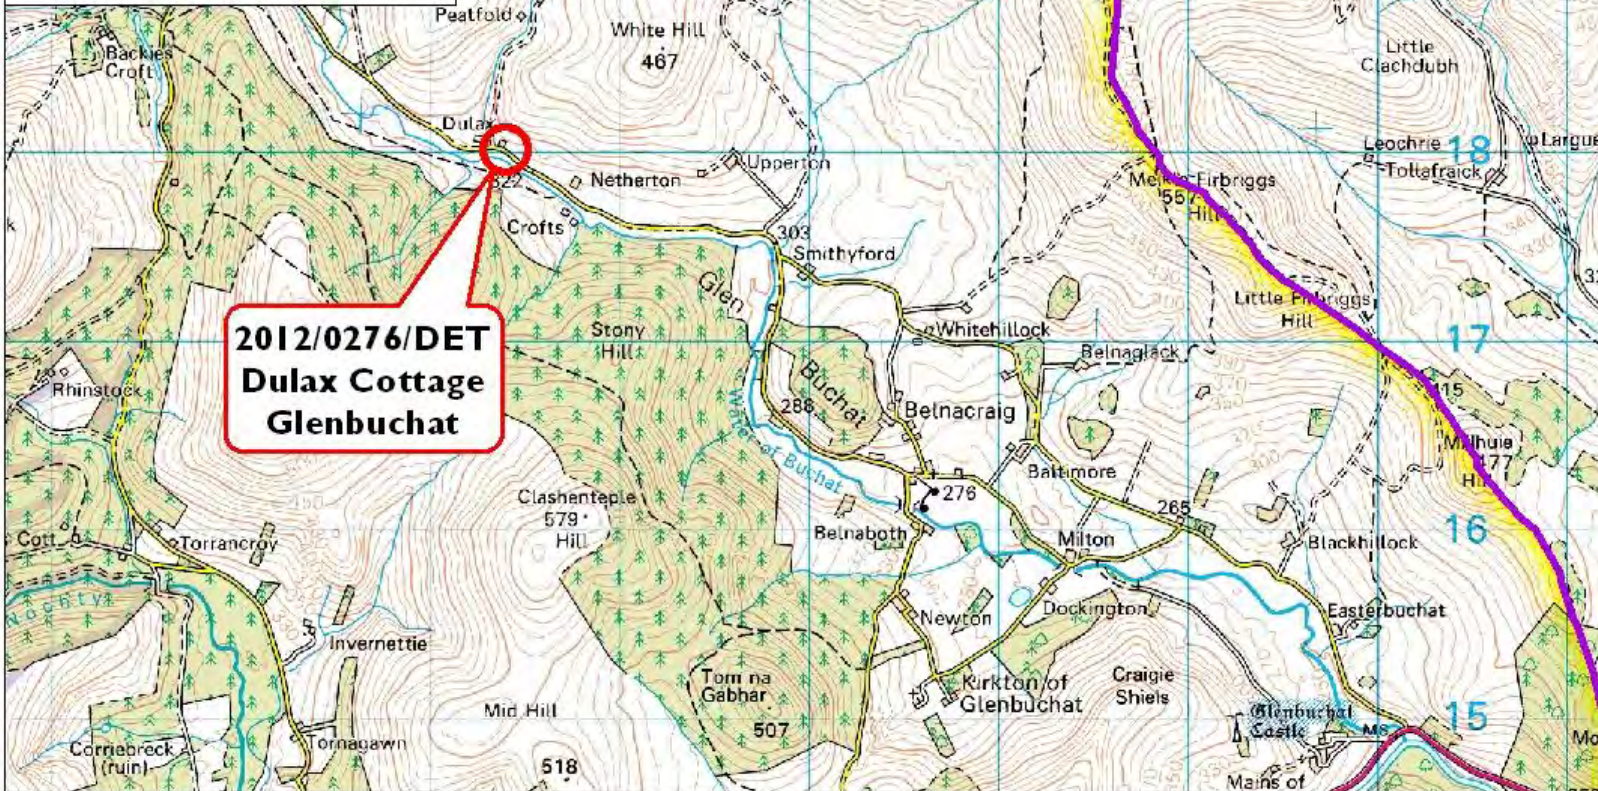 Peatfold
White Hill
467
Backies
Croft
Little
Clachdubh
Dulax
322
Netherton
Upperton
Crofts
303
Smithyford
Leochrie
18
Tollafraick
Largue
Firbriggs
557
Hill
Glen
Buchat
Little Firbriggs
Hill
Stony
Hill
Whitehillock
Belnaglack
17
2012/0276/DET
Dulax Cottage
Glenbuchat
Rhinstock
288
Belnacraig
415
Water of Buchat
Baltimore
Clashenteple
579
Hill
276
265
16
Belnaboth
Milton
Blackhillock
Cott
Torrancroy
Nochty
Newton
Dockington
Easterbuchat
Invernettie
Tom na
Gabhar
507
Kirkton of
Glenbuchat
Craigie
Shiels
Mid Hill
Glenbuchat
Castle
MS
15
Corriebreck
(ruin)
Tornagawn
518
Mains of